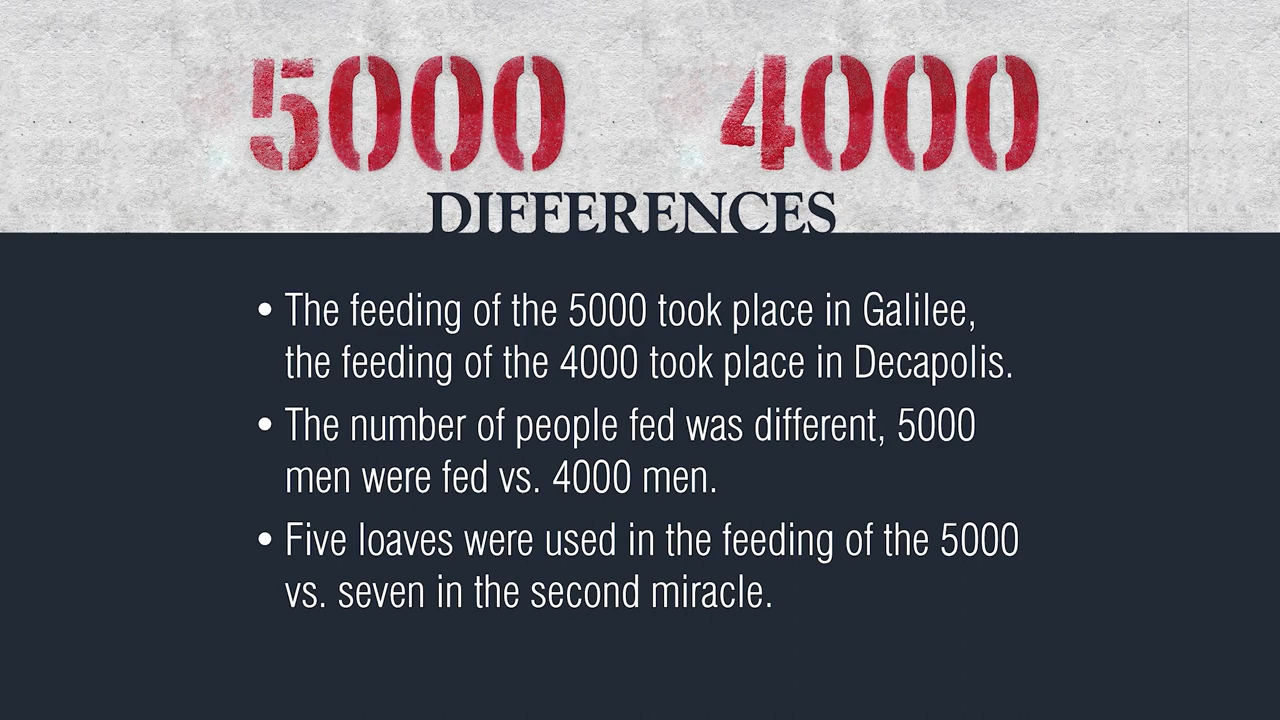 5000 4000
DIFFERENCES
• The feeding of the 5000 took place in Galilee,
the feeding of the 4000 took place in Decapolis.
• The number of people fed was different, 5000
men were fed vs. 4000 men.
• Five loaves were used in the feeding of the 5000
vs. seven in the second miracle.